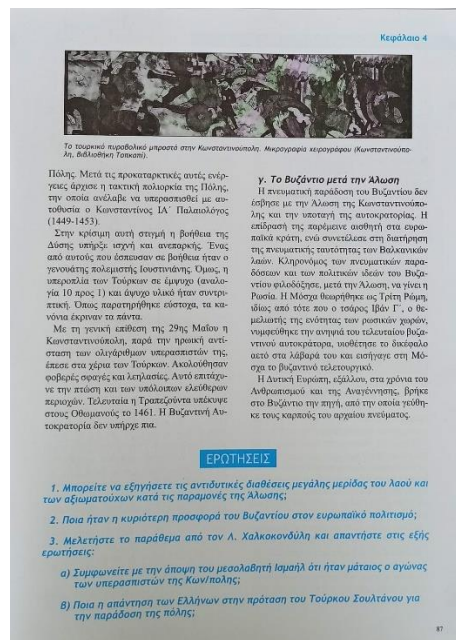 Κεφάλαιο 4
Το τουρκικό πυροβολικό μπροστά στην Κωνσταντινούπολη. Μικρογραφία χειρογράφου (Κωνσταντινούπο-
λη, Βιβλιοθήκη Τοπκαπί).
Πόλης. Μετά τις προκαταρκτικές αυτές ενέρ-
γειες άρχισε η τακτική πολιορκία της Πόλης,
την οποία ανέλαβε να υπερασπισθεί με αυ-
τοθυσία ο Κωνσταντίνος ΙΑ΄ Παλαιολόγος
(1449-1453).
Στην κρίσιμη αυτή στιγμή η βοήθεια της
Δύσης υπήρξε ισχνή και ανεπαρκής. Ένας
από αυτούς που έσπευσαν σε βοήθεια ήταν ο
γενουάτης πολεμιστής Ιουστινιάνης. Όμως, η
υπεροπλία των Τούρκων σε έμψυχο (αναλο-
γία 10 προς 1) και άψυχο υλικό ήταν συντρι-
πτική. Όπως παρατηρήθηκε εύστοχα, τα κα-
νόνια έκριναν τα πάντα.
Με τη γενική επίθεση της 29ης Μαΐου η
Κωνσταντινούπολη, παρά την ηρωική αντί-
σταση των ολιγάριθμων υπερασπιστών της,
έπεσε στα χέρια των Τούρκων. Ακολούθησαν
φοβερές σφαγές και λεηλασίες. Αυτό επιτάχυ-
νε την πτώση και των υπόλοιπων ελεύθερων
περιοχών. Τελευταία η Τραπεζούντα υπέκυψε
στους Οθωμανούς το 1461. Η Βυζαντινή Αυ-
τοκρατορία δεν υπήρχε πια.
γ. Το Βυζάντιο μετά την Άλωση
Η πνευματική παράδοση του Βυζαντίου δεν
έσβησε με την Άλωση της Κωνσταντινούπο-
λης και την υποταγή της αυτοκρατορίας. Η
επίδρασή της παρέμεινε αισθητή στα ευρω-
παϊκά κράτη, ενώ συνετέλεσε στη διατήρηση
της πνευματικής ταυτότητας των Βαλκανικών
λαών. Κληρονόμος των πνευματικών παρα-
δόσεων και των πολιτικών ιδεών του Βυζα-
ντίου φιλοδόξησε, μετά την Άλωση, να γίνει η
Ρωσία. Η Μόσχα θεωρήθηκε ως Τρίτη Ρώμη,
ιδίως από τότε που ο τσάρος Ιβάν Γ΄, ο θε-
μελιωτής της ενότητας των ρωσικών χωρών,
νυμφεύθηκε την ανηψιά του τελευταίου βυζα-
ντινού αυτοκράτορα, υιοθέτησε το δικέφαλο
αετό στα λάβαρά του και εισήγαγε στη Μό-
σχα το βυζαντινό τελετουργικό.
Η Δυτική Ευρώπη, εξάλλου, στα χρόνια του
Ανθρωπισμού και της Αναγέννησης, βρήκε
στο Βυζάντιο την πηγή, από την οποία γεύθη-
κε τους καρπούς του αρχαίου πνεύματος.
ΕΡΩΤΗΣΕΙΣ
1. Μπορείτε να εξηγήσετε τις αντιδυτικές διαθέσεις μεγάλης μερίδας του λαού και
των αξιωματούχων κατά τις παραμονές της Άλωσης;
2. Ποια ήταν η κυριότερη προσφορά του Βυζαντίου στον ευρωπαϊκό πολιτισμό;
3. Μελετήστε το παράθεμα από τον Λ. Χαλκοκονδύλη και απαντήστε στις εξής
ερωτήσεις:
α) Συμφωνείτε με την άποψη του μεσολαβητή Ισμαήλ ότι ήταν μάταιος ο αγώνας
των υπερασπιστών της Κων/πολης;
β) Ποια η απάντηση των Ελλήνων στην πρόταση του Τούρκου Σουλτάνου για
την παράδοση της πόλης;
87